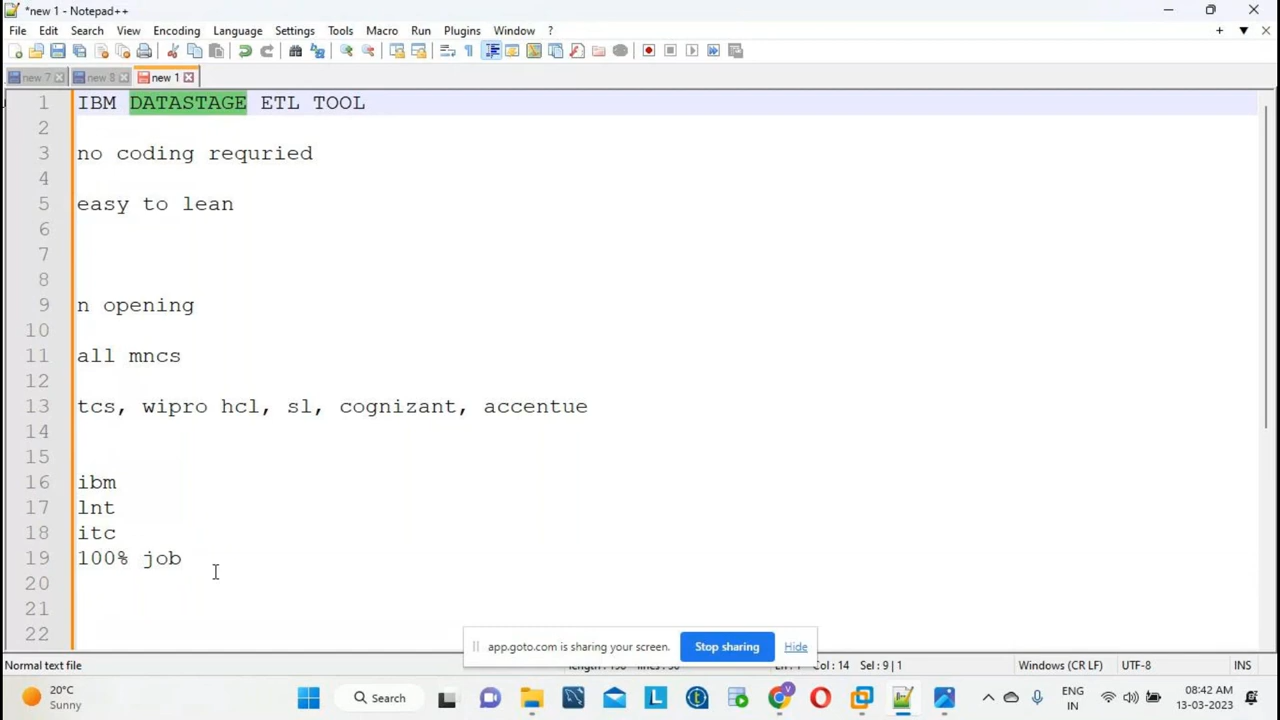 *new 1 - Notepad++
File Edit Search View Encoding Language Settings Tools Macro Run Plugins Window ?
new 7 new 8 new 1
1 IBM DATASTAGE ETL TOOL
2
3 no coding requried
4
5 easy to lean
6
7
8
9 n opening
10
11 all mncs
12
13 tcs, wipro hcl, sl, cognizant, accentue
14
15
16 ibm
17 lnt
18 itc
19 100% job
20
21
22
app.goto.com is sharing your screen. Stop sharing Hide
Normal text file Col : 14 Sel : 9 | 1 Windows (CR LF) UTF-8 INS
20°C
Sunny
Search
ENG
IN
08:42 AM
13-03-2023